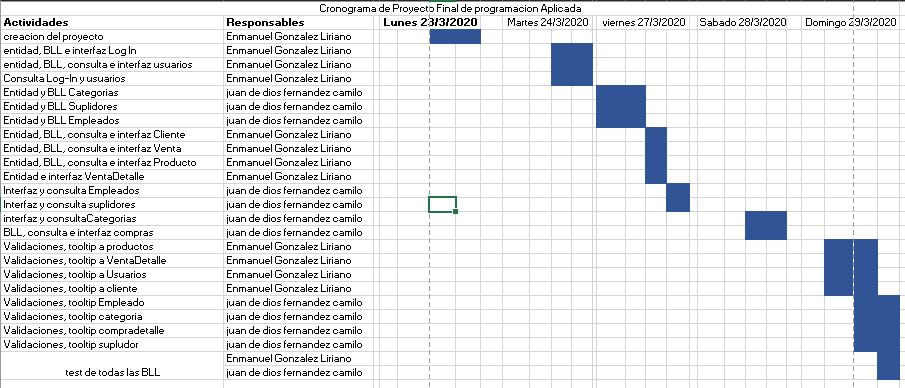 Cronograma de Proyecto Final de programacion Aplicada
Actividades Responsables Lunes 23/3/2020 Martes 24/3/2020 viernes 27/3/2020 Sabado 28/3/2020 Domingo 29/3/2020
creacion del proyecto Enmanuel Gonzalez Liriano
entidad, BLL e interfaz Log In Enmanuel Gonzalez Liriano
entidad, BLL, consulta e interfaz usuarios Enmanuel Gonzalez Liriano
Consulta Log-In y usuarios Enmanuel Gonzalez Liriano
Entidad y BLL Categorias juan de dios fernandez camilo
Entidad y BLL Suplidores juan de dios fernandez camilo
Entidad y BLL Empleados juan de dios fernandez camilo
Entidad, BLL, consulta e interfaz Cliente Enmanuel Gonzalez Liriano
Entidad, BLL, consulta e interfaz Venta Enmanuel Gonzalez Liriano
Entidad, BLL, consulta e interfaz Producto Enmanuel Gonzalez Liriano
Entidad e interfaz VentaDetalle Enmanuel Gonzalez Liriano
Interfaz y consulta Empleados juan de dios fernandez camilo
Interfaz y consulta suplidores juan de dios fernandez camilo
interfaz y consultaCategorias juan de dios fernandez camilo
BLL, consulta e interfaz compras juan de dios fernandez camilo
Validaciones, tooltip a productos Enmanuel Gonzalez Liriano
Validaciones, tooltip a VentaDetalle Enmanuel Gonzalez Liriano
Validaciones, tooltip a Usuarios Enmanuel Gonzalez Liriano
Validaciones, tooltip a cliente Enmanuel Gonzalez Liriano
Validaciones, tooltip Empleado juan de dios fernandez camilo
Validaciones, tooltip categoria juan de dios fernandez camilo
Validaciones, tooltip compradetalle juan de dios fernandez camilo
Validaciones, tooltip supludor juan de dios fernandez camilo
Enmanuel Gonzalez Liriano
test de todas las BLL juan de dios fernandez camilo